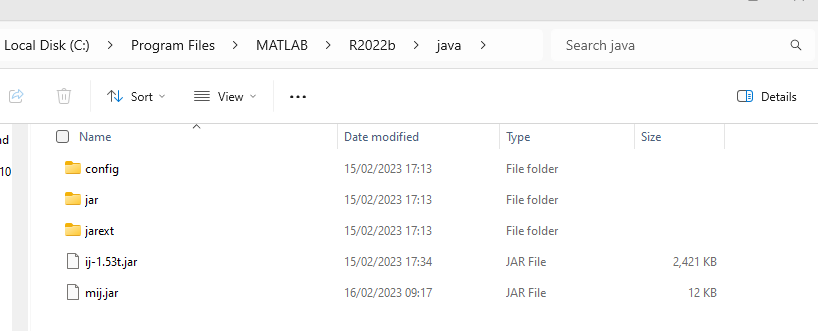 Local Disk (C:) > Program Files > MATLAB > R2022b > java >
Search java
Sort
View
Details
Name Date modified Type Size
config 15/02/2023 17:13 File folder
jar 15/02/2023 17:13 File folder
jarext 15/02/2023 17:13 File folder
ij-1.53t.jar 15/02/2023 17:34 JAR File 2,421 KB
mij.jar 16/02/2023 09:17 JAR File 12 KB